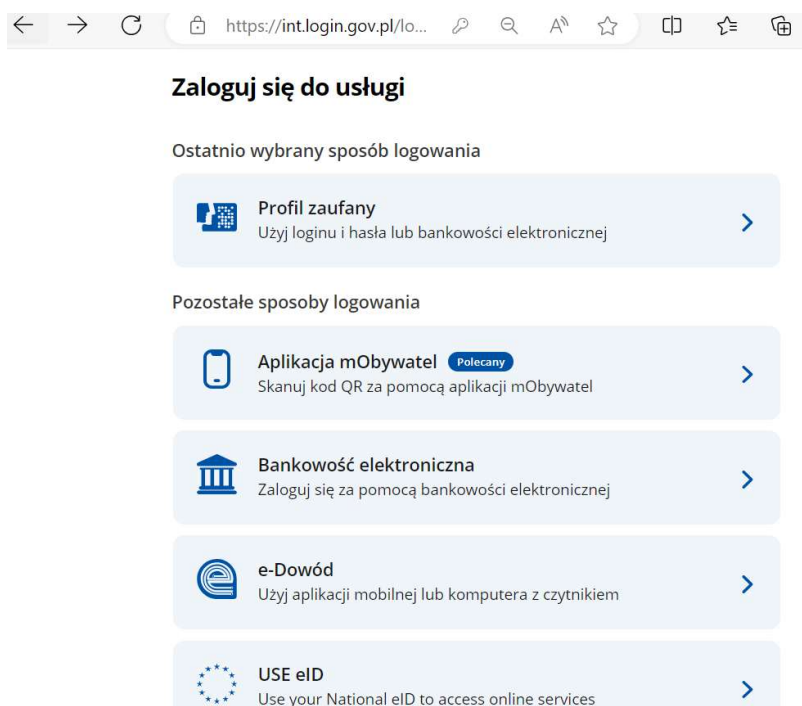 https://int.login.gov.pl/lo...
Zaloguj się do usługi
Ostatnio wybrany sposób logowania
Profil zaufany
Użyj loginu i hasła lub bankowości elektronicznej
Pozostałe sposoby logowania
Aplikacja mObywatel Polecany
Skanuj kod QR za pomocą aplikacji mObywatel
Bankowość elektroniczna
Zaloguj się za pomocą bankowości elektronicznej
e-Dowód
Użyj aplikacji mobilnej lub komputera z czytnikiem
USE eID
Use your National eID to access online services